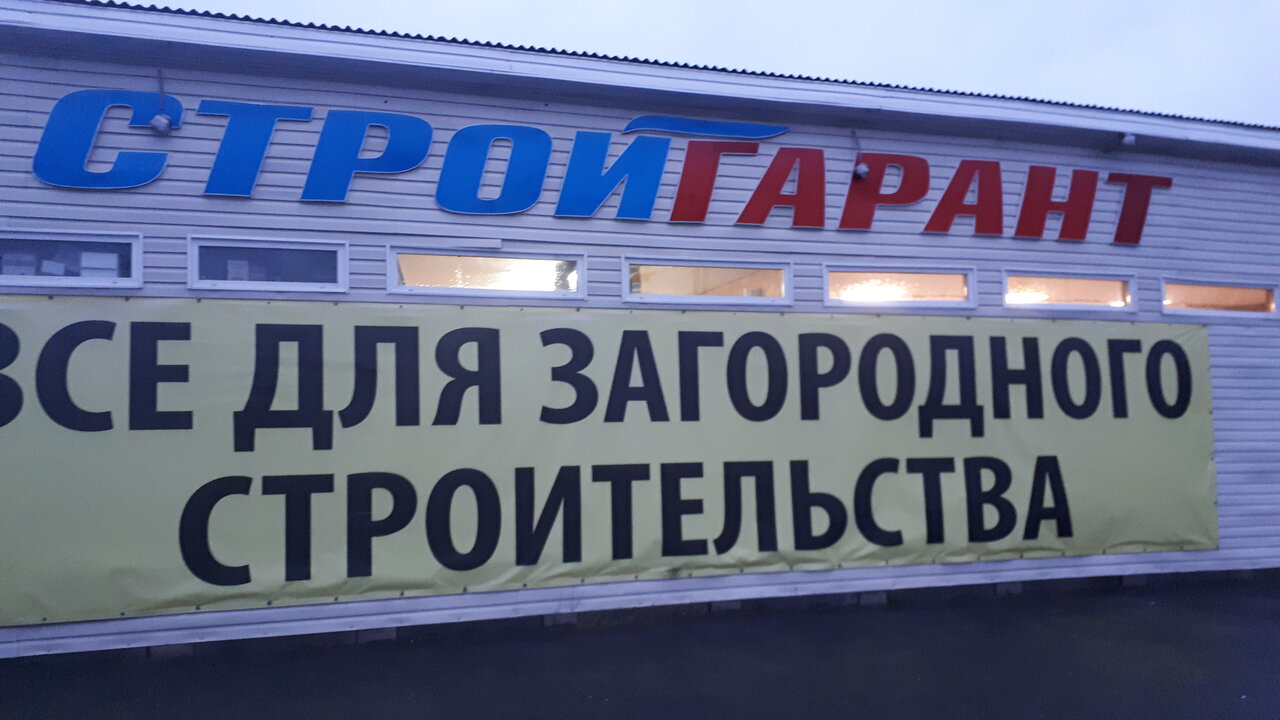 СТРОЙГАРАНТ
ВСЕ ДЛЯ ЗАГОРОДНОГО
СТРОИТЕЛЬСТВА